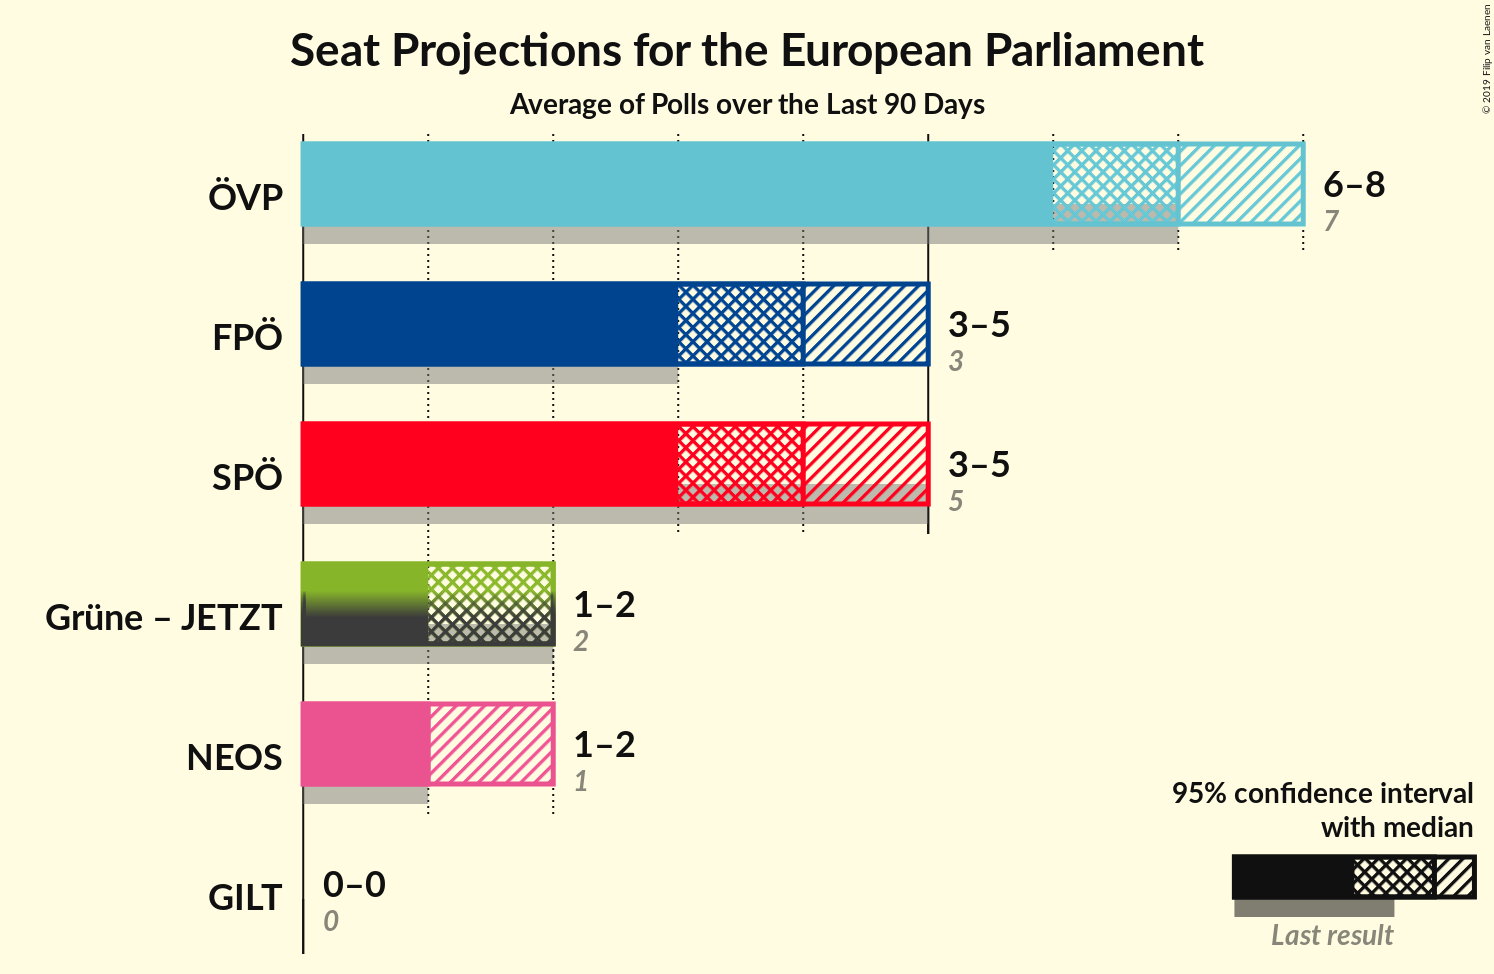 Seat Projections for the European Parliament
Average of Polls over the Last 90 Days
© 2019 Filip van Laenen
ÖVP
6–8
7
FPÖ
3–5
3
SPÖ
3–5
5
Grüne – JETZT
1–2
2
NEOS
1–2
1
GILT
0–0
0
95% confidence interval
with median
Last result